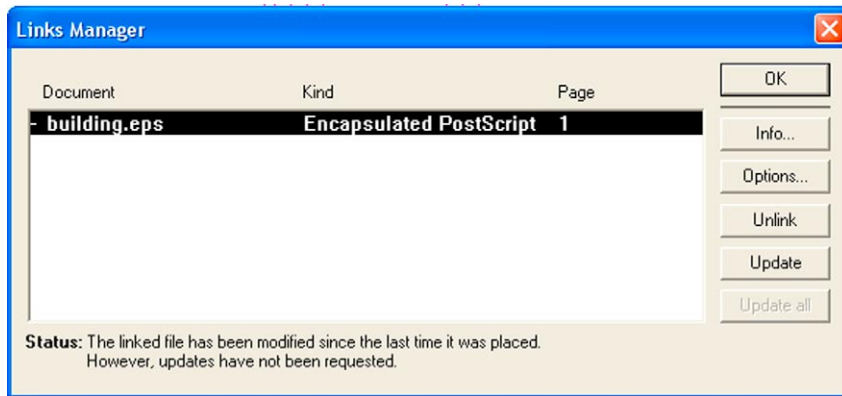 Links Manager
Document Kind Page
- building.eps Encapsulated PostScript 1
OK
Info...
Options...
Unlink
Update
Update all
Status: The linked file has been modified since the last time it was placed.
However, updates have not been requested.